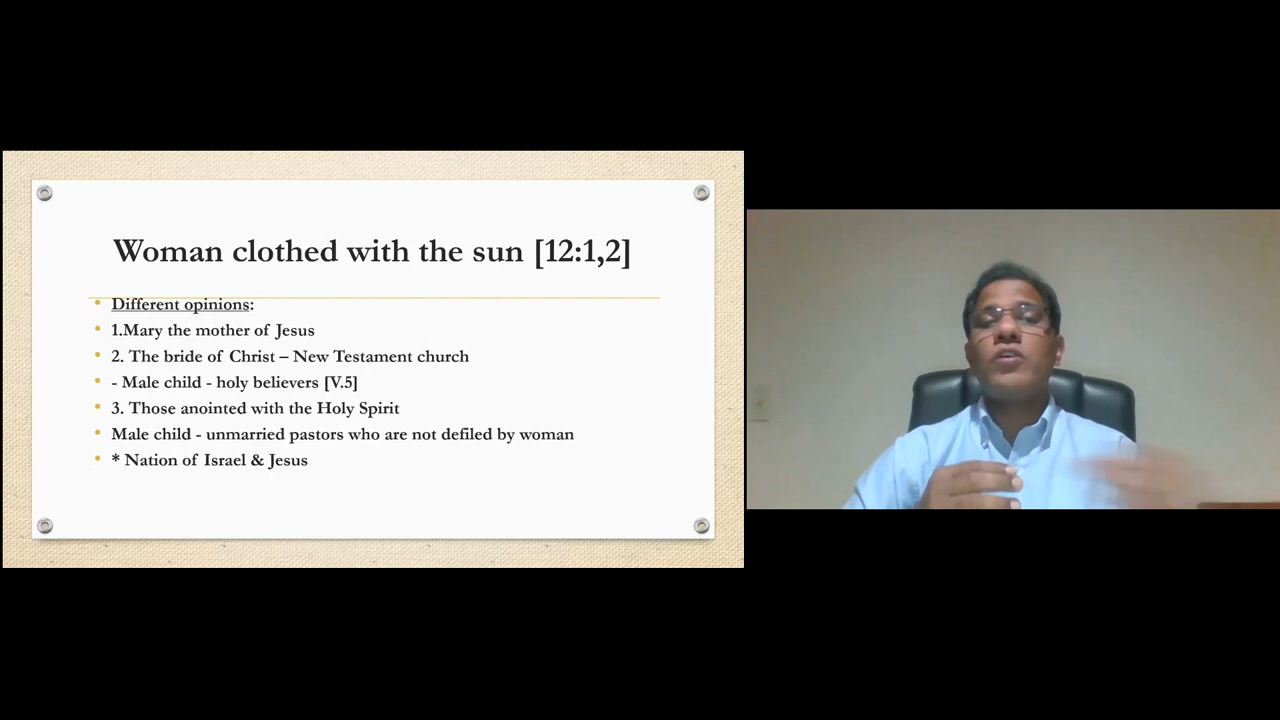 Woman clothed with the sun [12:1,2]
• Different opinions:
• 1.Mary the mother of Jesus
• 2. The bride of Christ – New Testament church
• - Male child - holy believers [V.5]
• 3. Those anointed with the Holy Spirit
• Male child - unmarried pastors who are not defiled by woman
• * Nation of Israel & Jesus